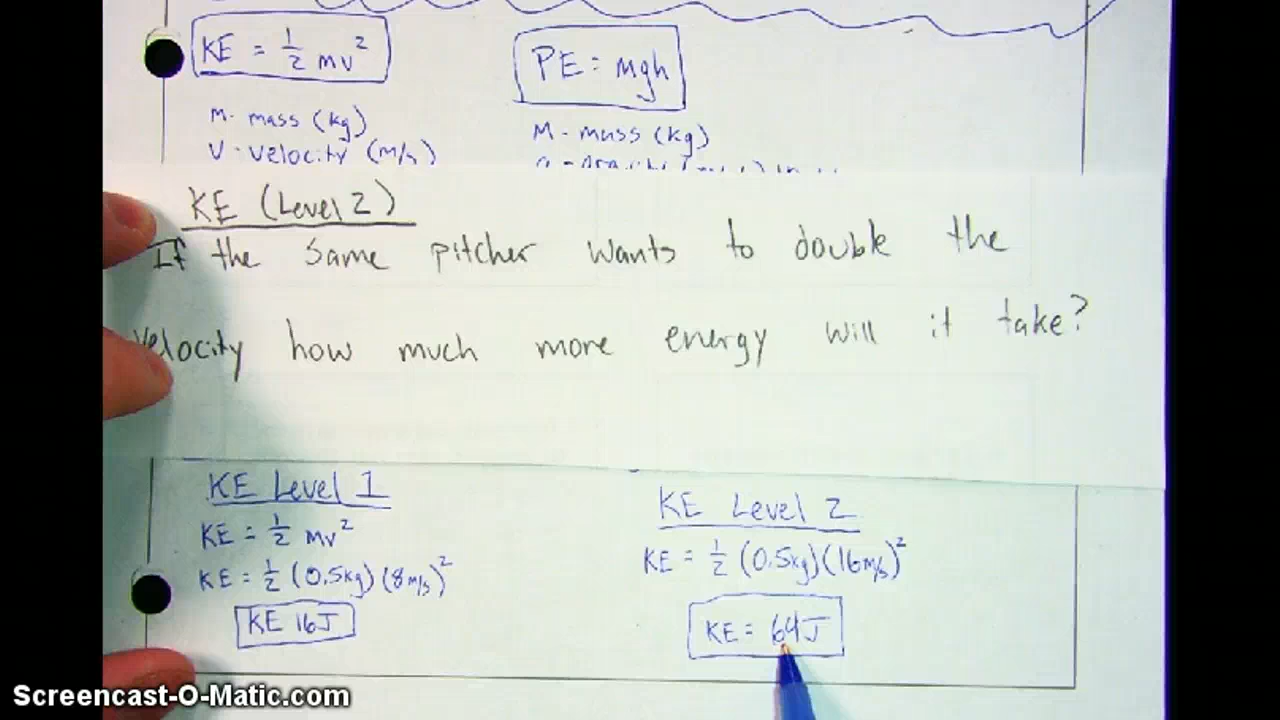 KE = 1/2 mv²
PE = mgh
M - mass (kg)
V - velocity (m/s)
M - mass (kg)
KE (Level 2)
If the same pitcher wants to double the
velocity how much more energy will it take?
KE Level 1
KE = 1/2 mv²
KE = 1/2 (0.5kg)(8m/s)²
KE 16J
KE Level 2
KE = 1/2 (0.5kg)(16m/s)²
KE = 64J
Screencast-O-Matic.com